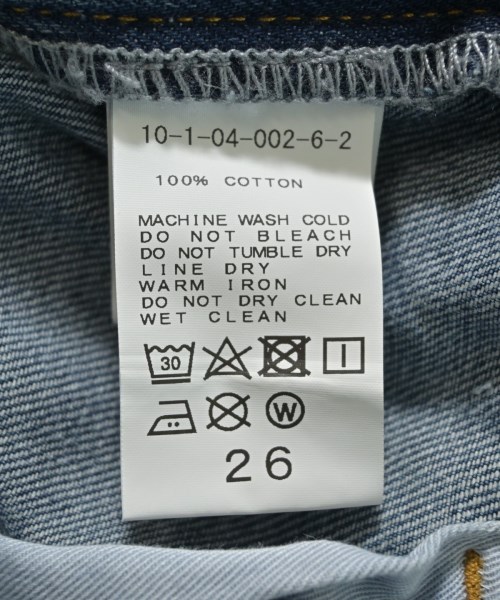 10-1-04-002-6-2
100% COTTON
MACHINE WASH COLD
DO NOT BLEACH
DO NOT TUMBLE DRY
LINE DRY
WARM IRON
DO NOT DRY CLEAN
WET CLEAN
30
W
26